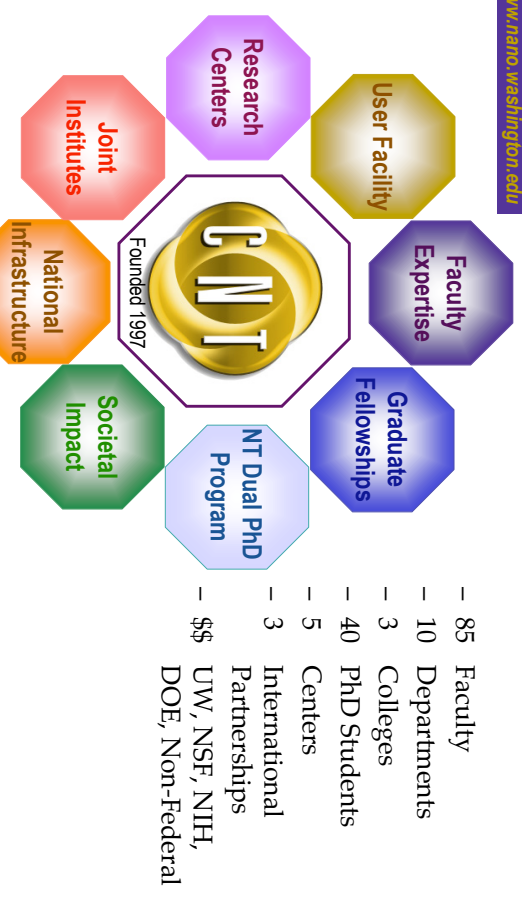 ww.nano.washington.edu
Faculty
Expertise
User Facility
Graduate
Fellowships
Research
Centers
CNT
Founded 1997
NT Dual PhD
Program
Joint
Institutes
National
Infrastructure
Societal
Impact
– 85 Faculty
– 10 Departments
– 3 Colleges
– 40 PhD Students
– 5 Centers
– 3 International
Partnerships
– $$ UW, NSF, NIH,
DOE, Non-Federal